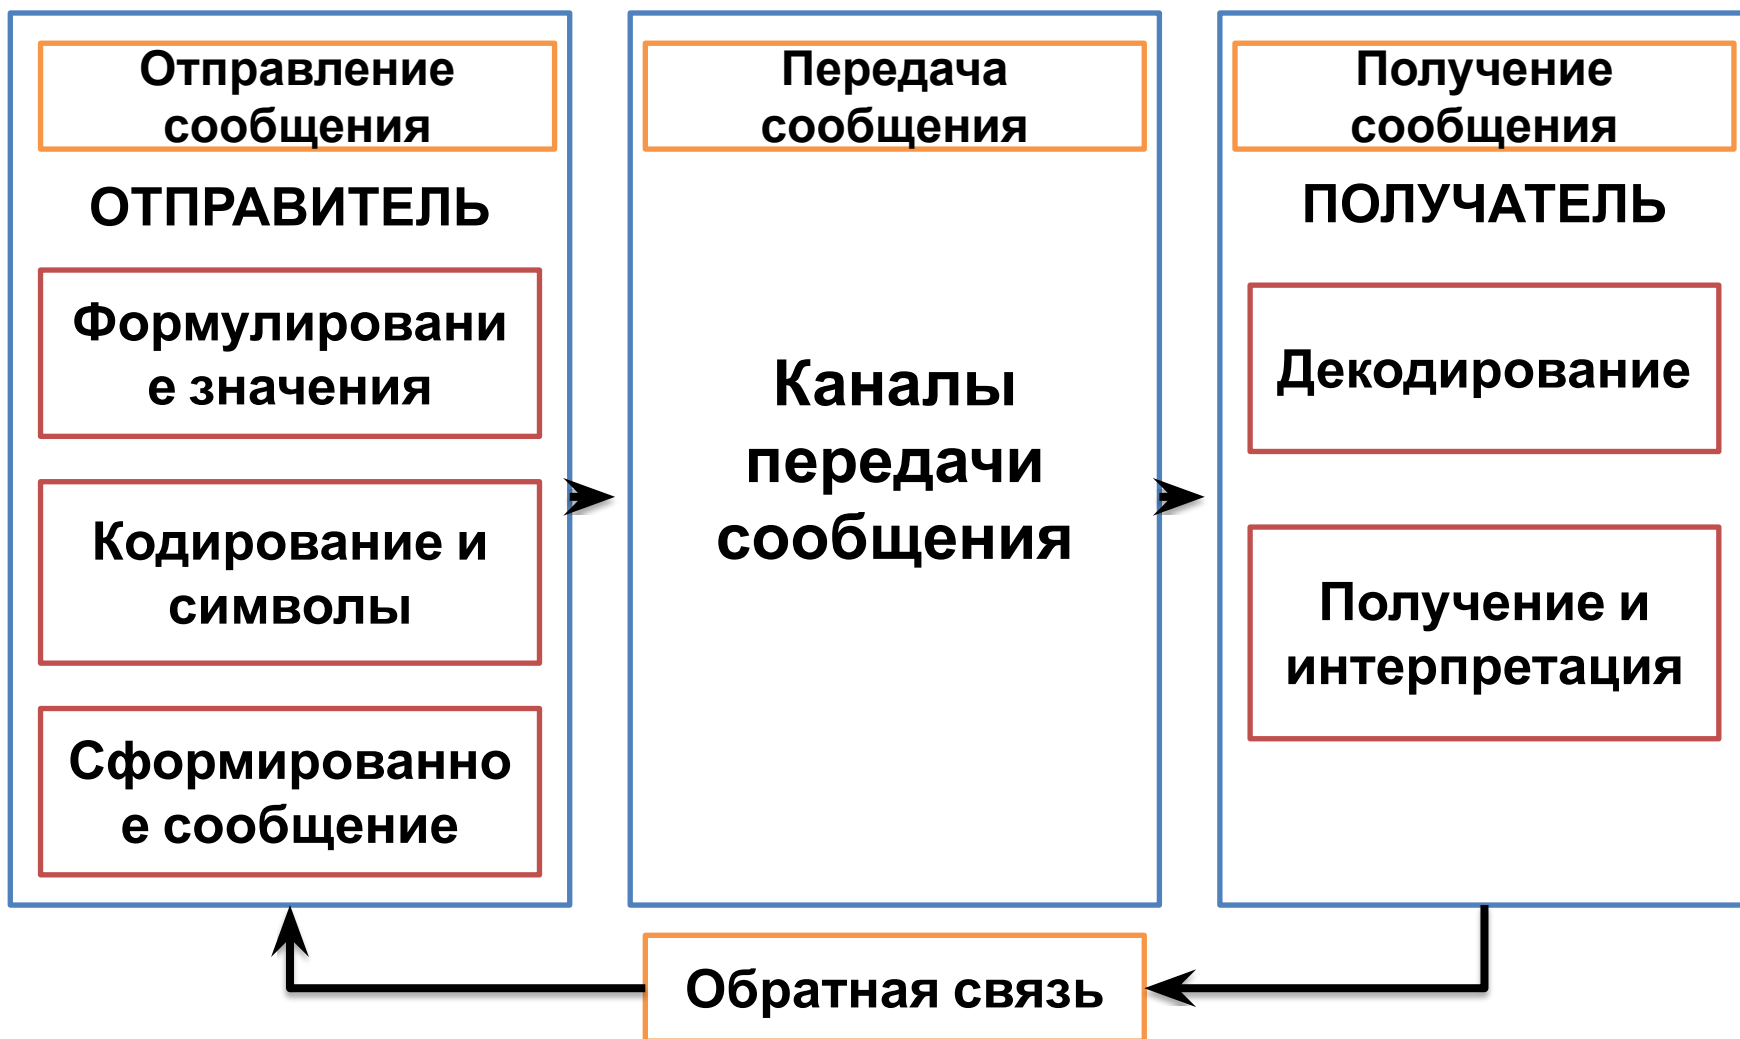 Отправление
сообщения
ОТПРАВИТЕЛЬ
Формулировани
е значения
Кодирование и
символы
Сформированно
е сообщение
Передача
сообщения
Каналы
передачи
сообщения
Получение
сообщения
ПОЛУЧАТЕЛЬ
Декодирование
Получение и
интерпретация
Обратная связь